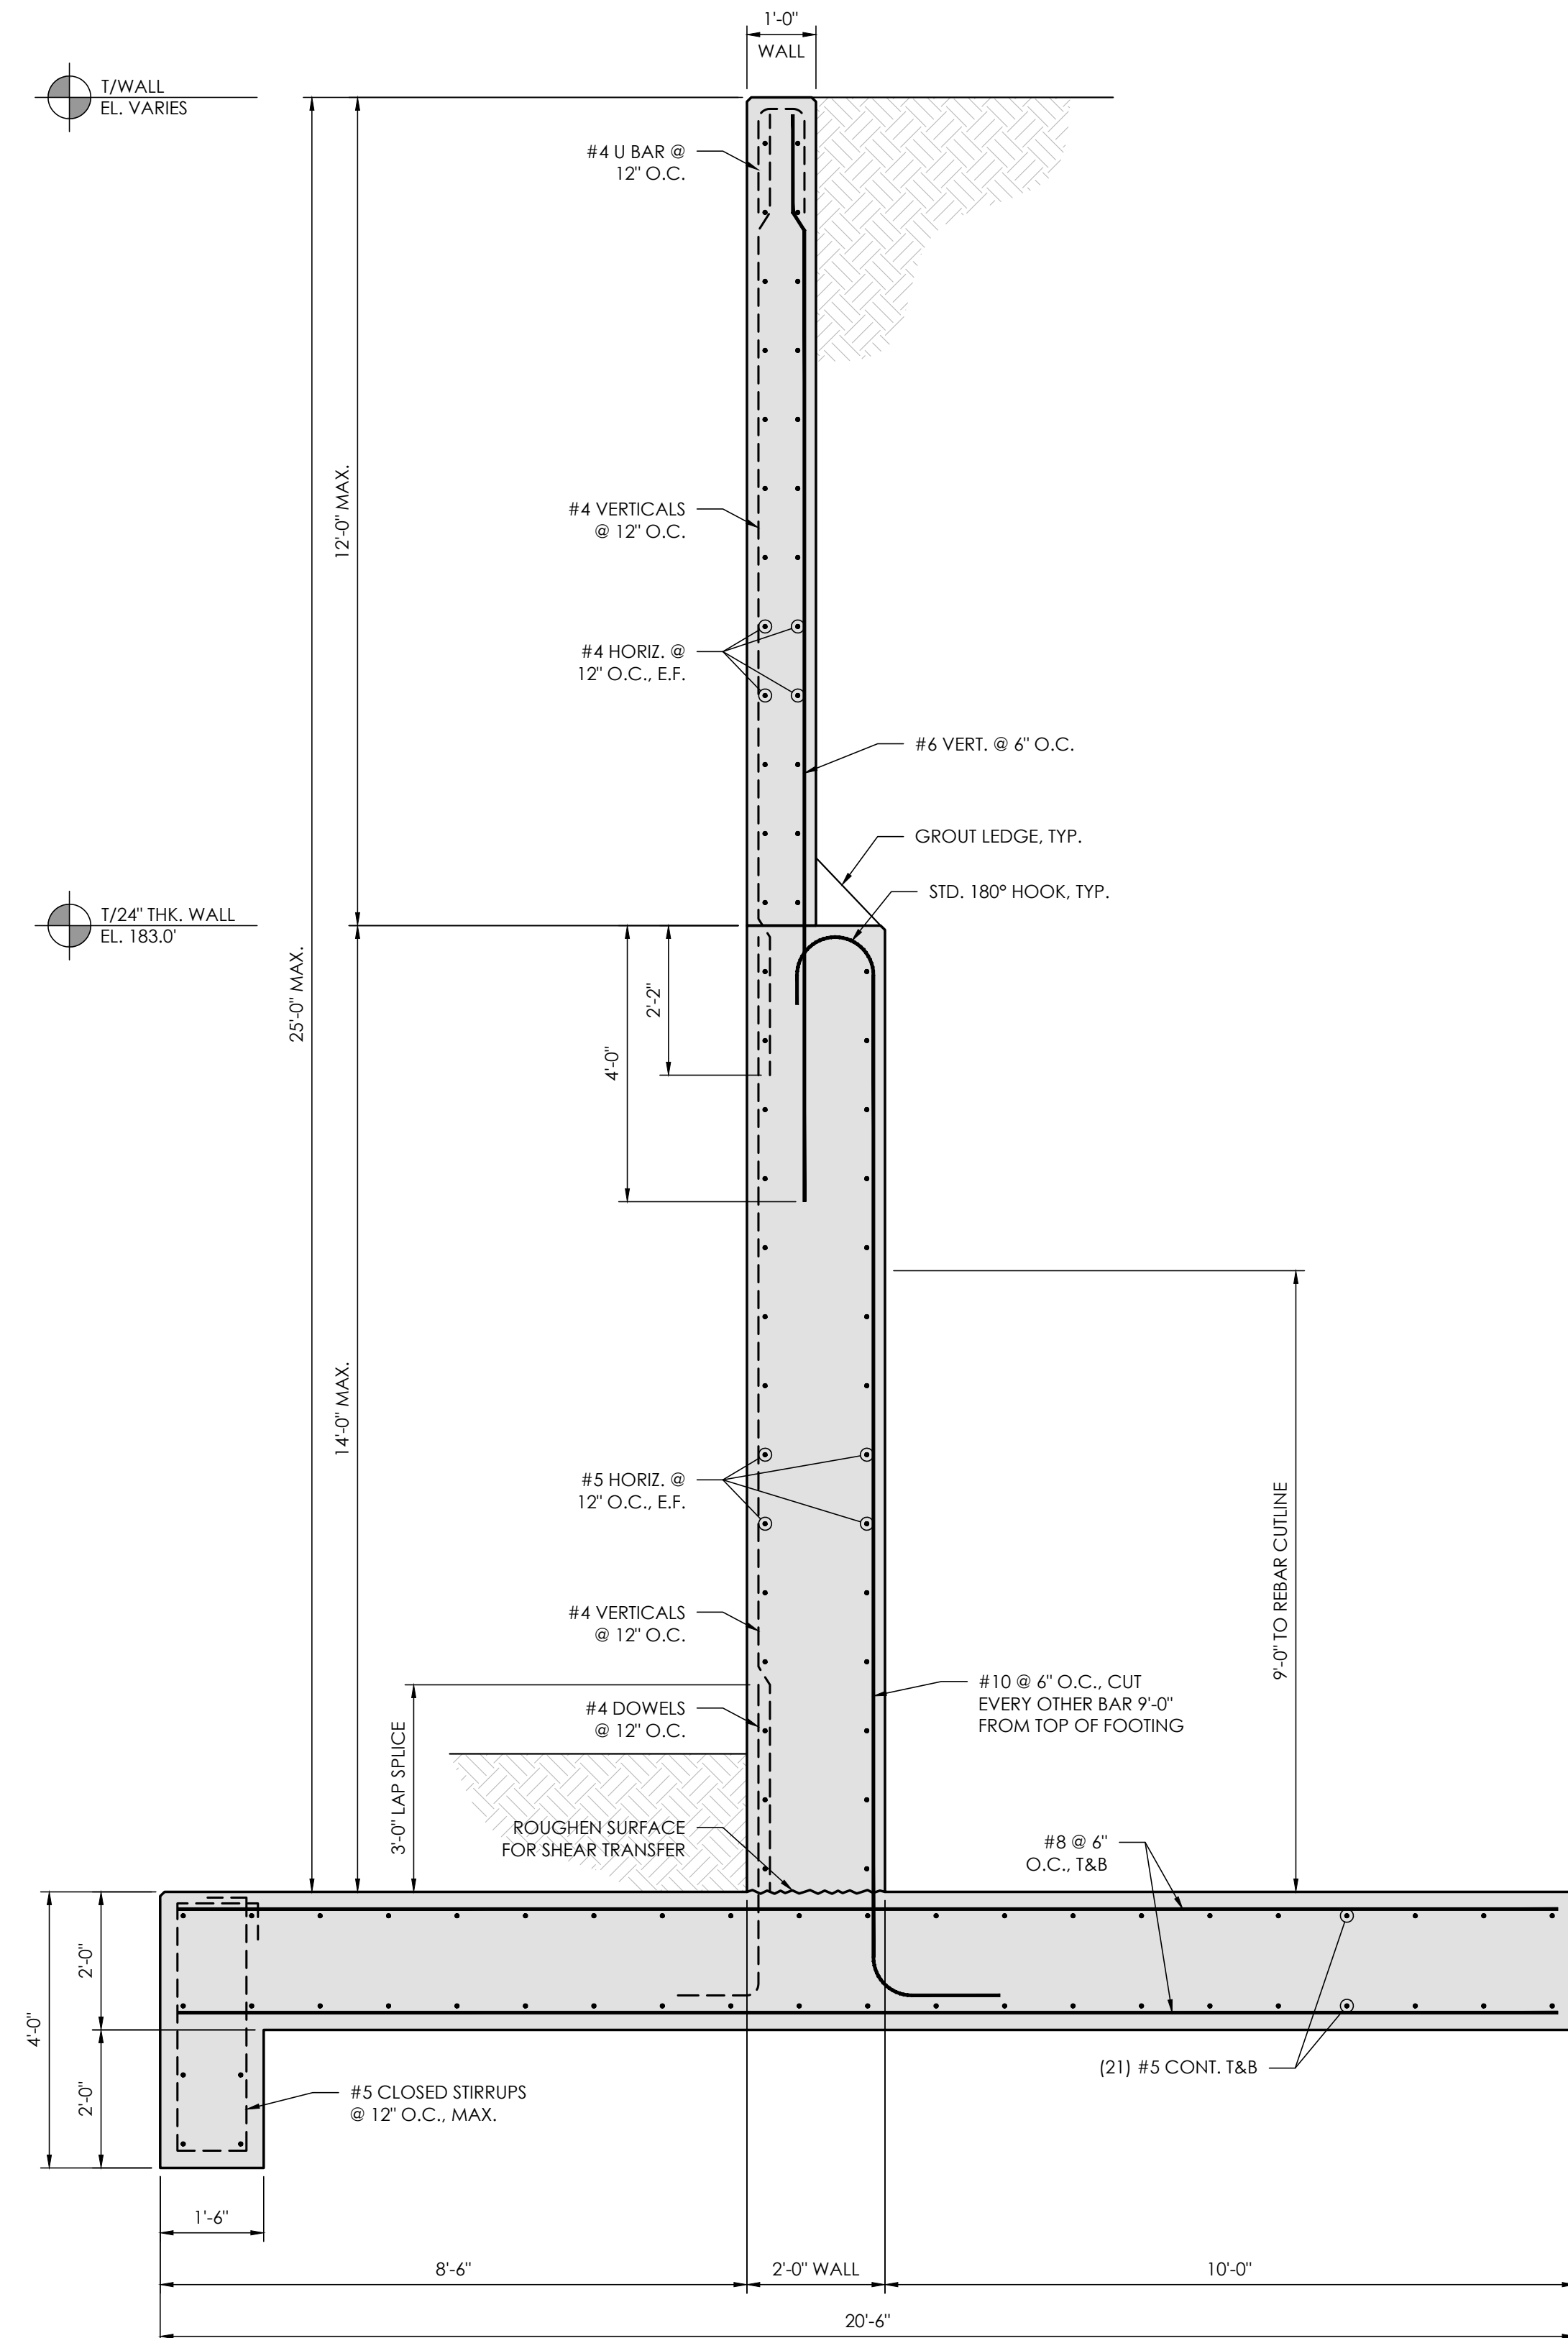 1'-0"
WALL
T/WALL
EL. VARIES
#4 U BAR @
12" O.C.
12'-0" MAX.
#4 VERTICALS
@ 12" O.C.
#4 HORIZ. @
12" O.C., E.F.
#6 VERT. @ 6" O.C.
GROUT LEDGE, TYP.
STD. 180° HOOK, TYP.
T/24" THK. WALL
EL. 183.0'
25'-0" MAX.
2'-2"
4'-0"
14'-0" MAX.
#5 HORIZ. @
12" O.C., E.F.
9'-0" TO REBAR CUTLINE
#4 VERTICALS
@ 12" O.C.
#10 @ 6" O.C., CUT
EVERY OTHER BAR 9'-0"
FROM TOP OF FOOTING
#4 DOWELS
@ 12" O.C.
3'-0" LAP SPLICE
ROUGHEN SURFACE
FOR SHEAR TRANSFER
#8 @ 6"
O.C., T&B
2'-0"
4'-0"
2'-0"
(21) #5 CONT. T&B
#5 CLOSED STIRRUPS
@ 12" O.C., MAX.
1'-6"
8'-6"
2'-0" WALL
10'-0"
20'-6"